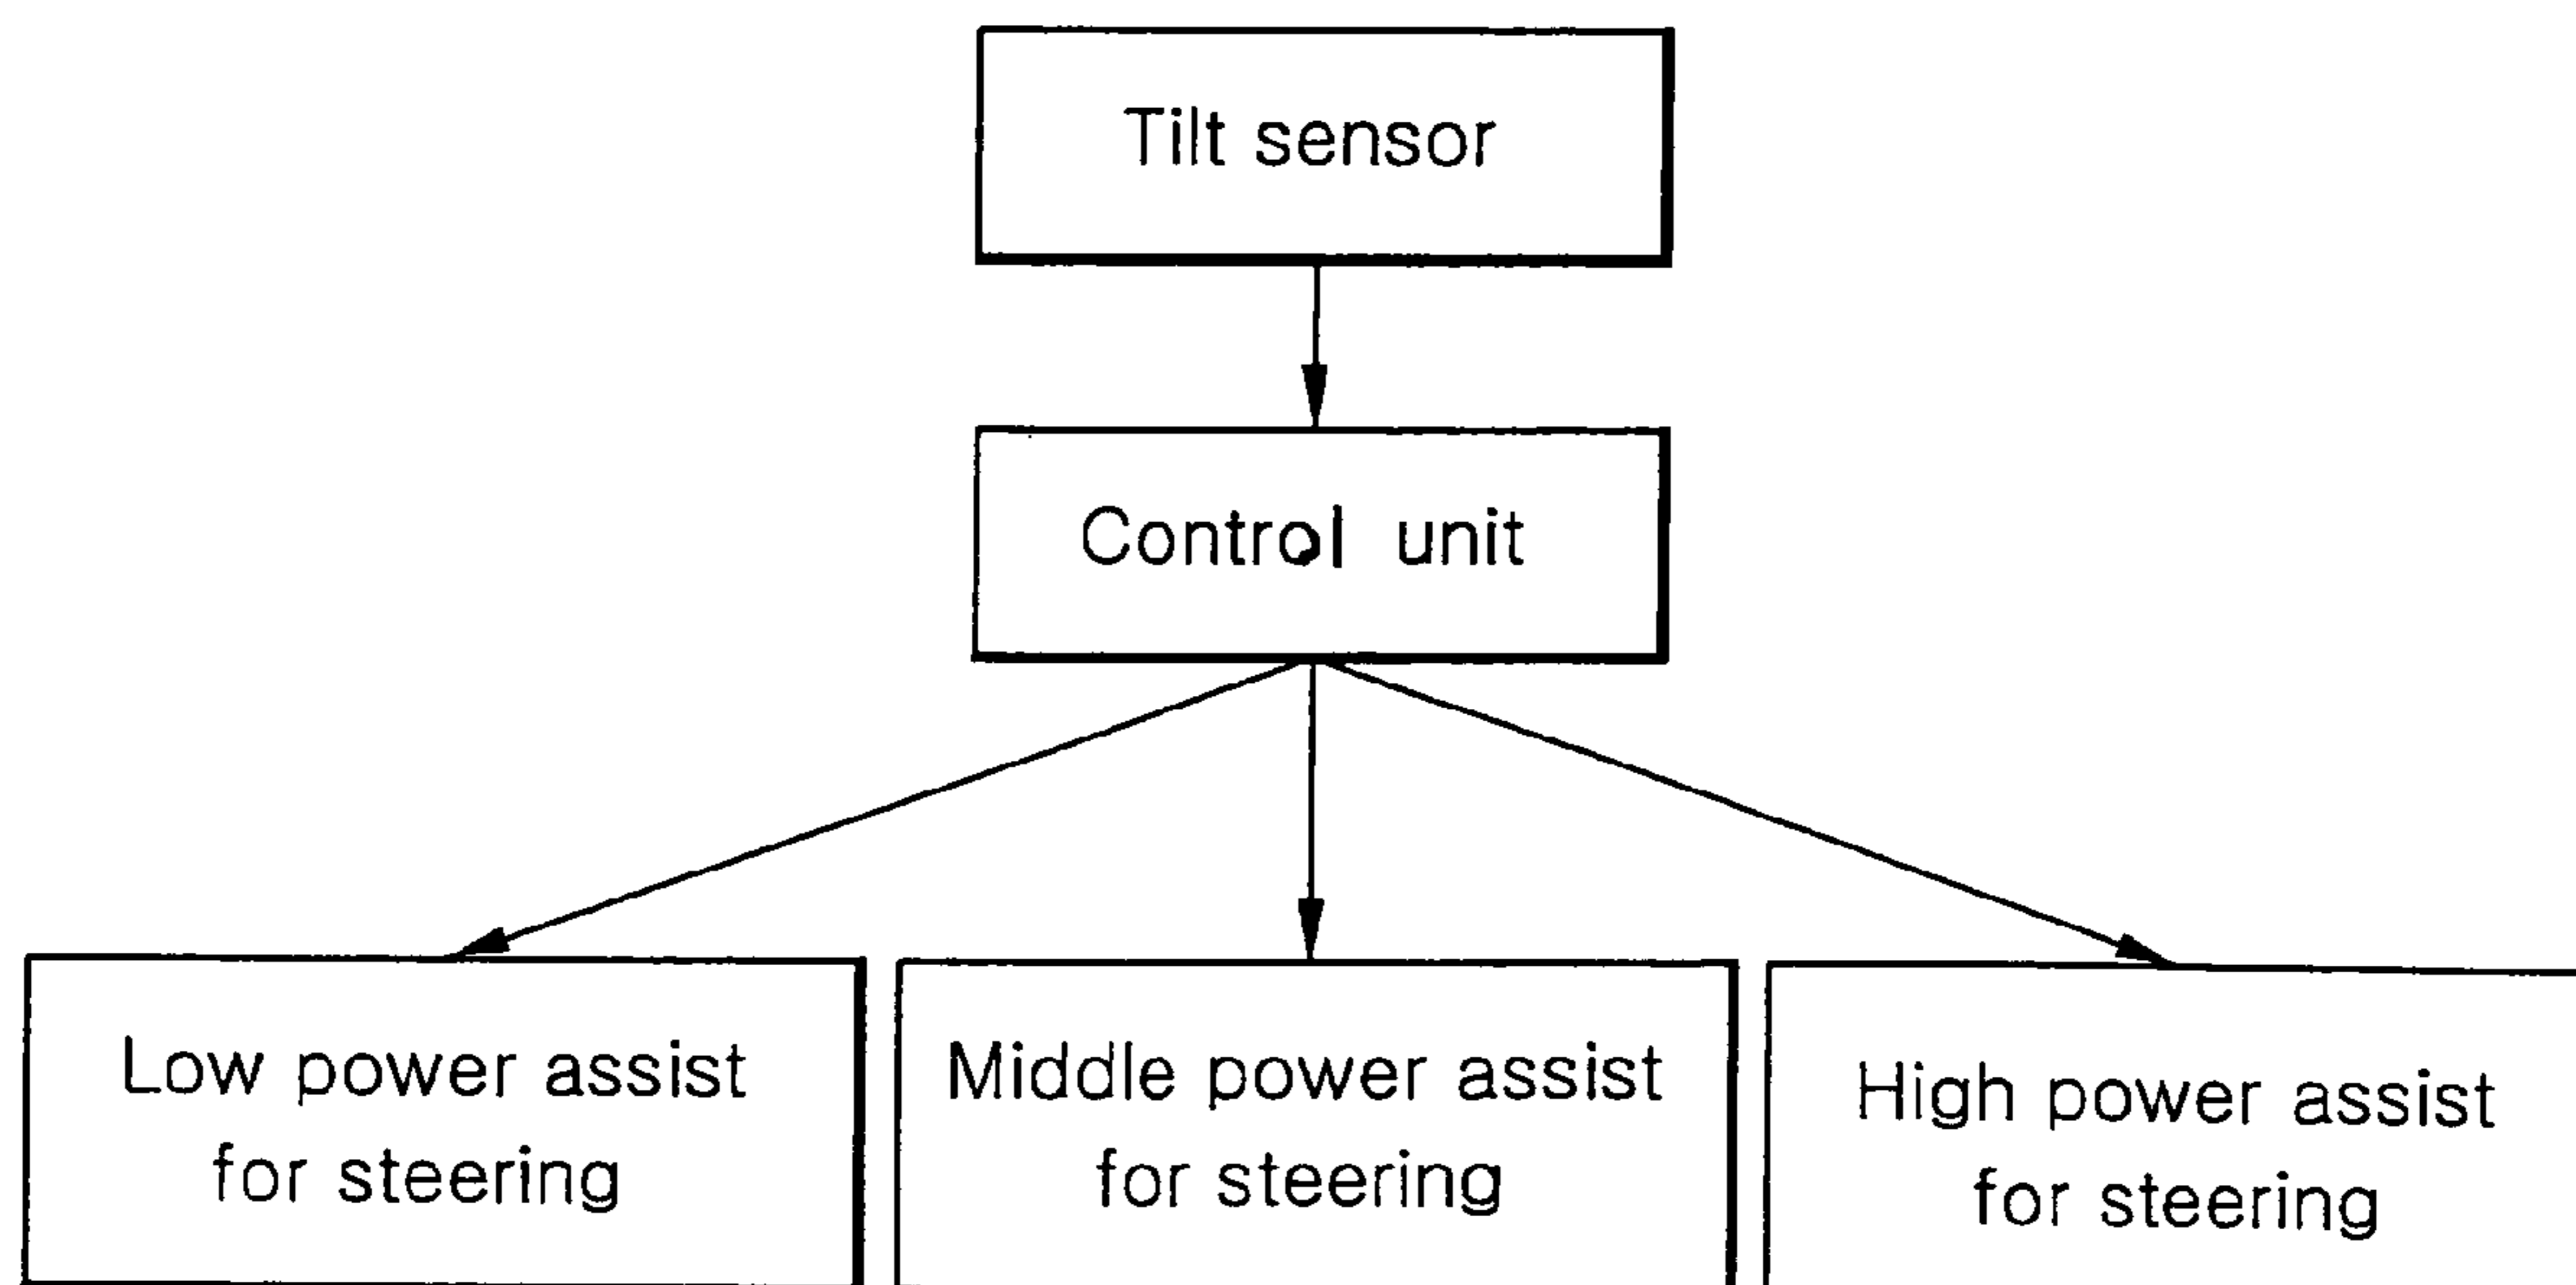 Tilt sensor
Control unit
Low power assist
for steering
Middle power assist
for steering
High power assist
for steering